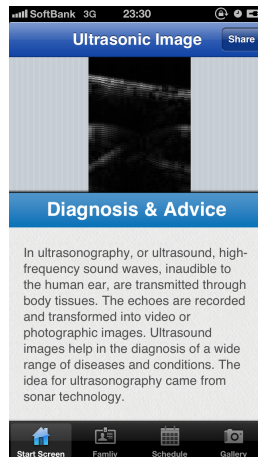 SoftBank 3G 23:30
Ultrasonic Image Share
Diagnosis & Advice
In ultrasonography, or ultrasound, high-
frequency sound waves, inaudible to
the human ear, are transmitted through
body tissues. The echoes are recorded
and transformed into video or
photographic images. Ultrasound
images help in the diagnosis of a wide
range of diseases and conditions. The
idea for ultrasonography came from
sonar technology.
Start Screen Famliy Schedule Gallery